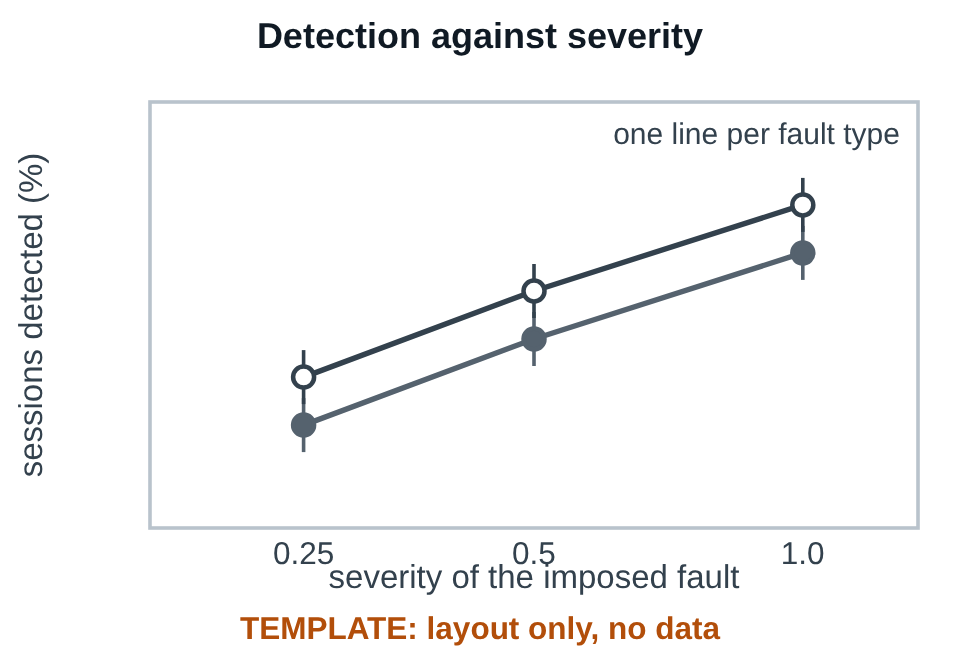 Detection against severity
one line per fault type
sessions detected (%)
0.25 0.5 1.0
severity of the imposed fault
TEMPLATE: layout only, no data